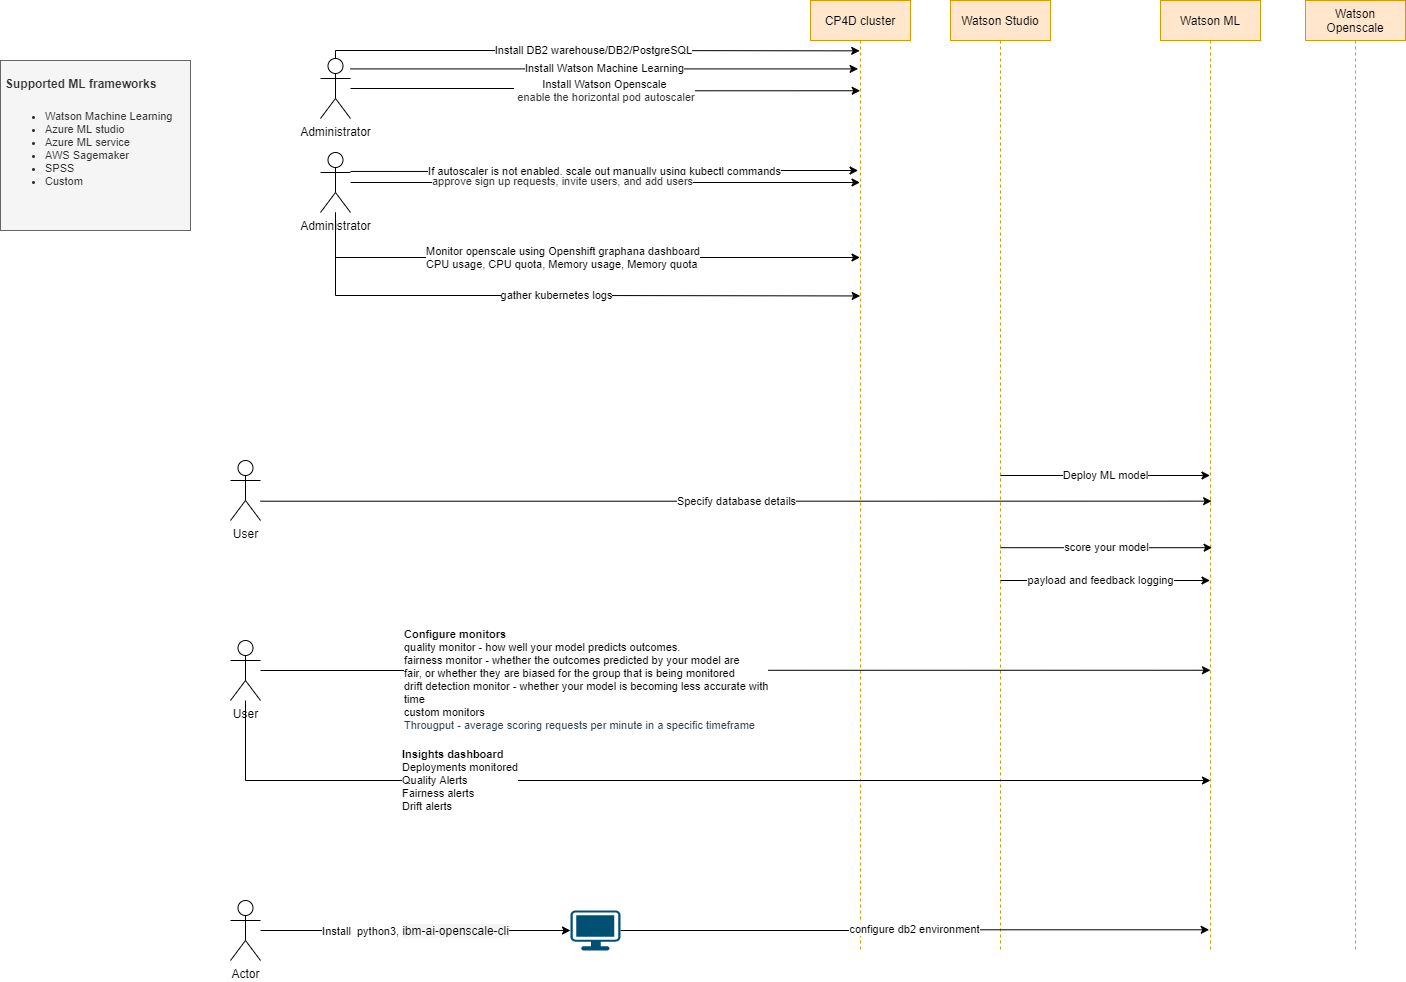 CP4D cluster
Watson Studio
Watson ML
Watson
Openscale
Supported ML frameworks
Watson Machine Learning
Azure ML studio
Azure ML service
AWS Sagemaker
SPSS
Custom
Install DB2 warehouse/DB2/PostgreSQL
Install Watson Machine Learning
Install Watson Openscale
enable the horizontal pod autoscaler
Administrator
If autoscaler is not enabled, scale out manually using kubectl commands
approve sign up requests, invite users, and add users
Administrator
Monitor openscale using Openshift graphana dashboard
CPU usage, CPU quota, Memory usage, Memory quota
gather kubernetes logs
Deploy ML model
Specify database details
User
score your model
payload and feedback logging
Configure monitors
quality monitor - how well your model predicts outcomes.
fairness monitor - whether the outcomes predicted by your model are
fair, or whether they are biased for the group that is being monitored
drift detection monitor - whether your model is becoming less accurate with
time
custom monitors
Througput - average scoring requests per minute in a specific timeframe
User
Insights dashboard
Deployments monitored
Quality Alerts
Fairness alerts
Drift alerts
Install python3, ibm-ai-openscale-cli
configure db2 environment
Actor